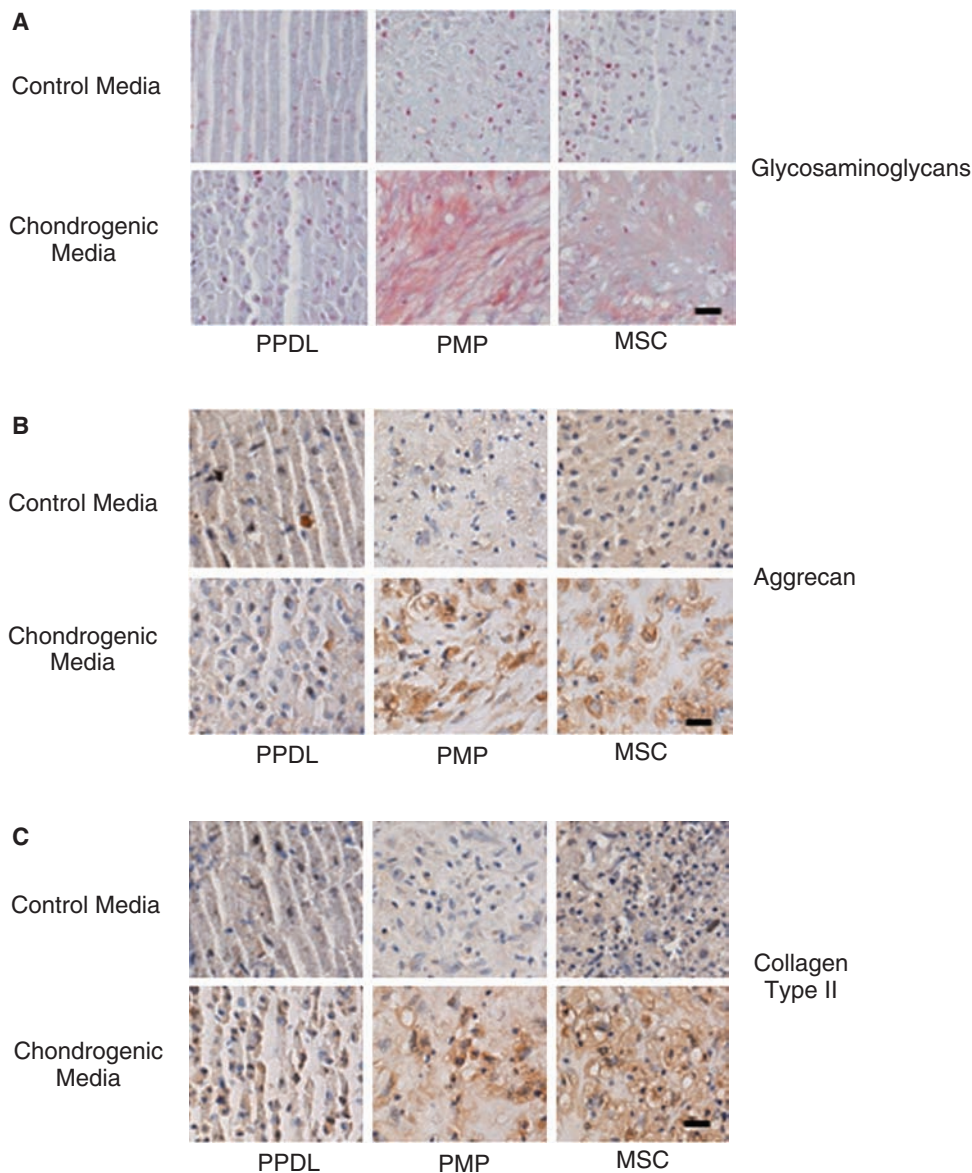 A
Control Media
Glycosaminoglycans
Chondrogenic
Media
PPDL
PMP
MSC
B
Control Media
Aggrecan
Chondrogenic
Media
PPDL
PMP
MSC
C
Control Media
Collagen
Type II
Chondrogenic
Media
PPDL
PMP
MSC